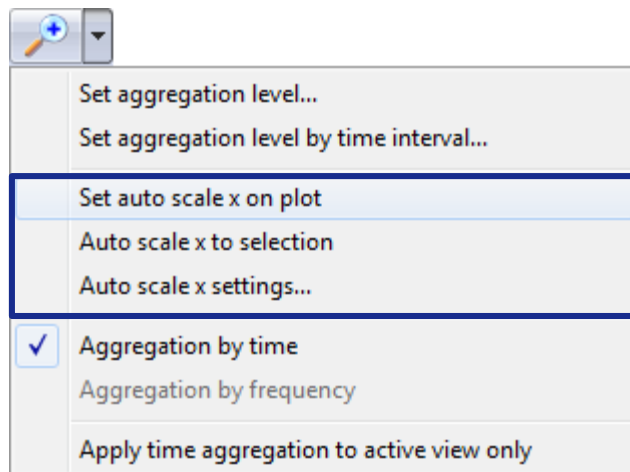 Set aggregation level...
Set aggregation level by time interval...
Set auto scale x on plot
Auto scale x to selection
Auto scale x settings...
Aggregation by time
Aggregation by frequency
Apply time aggregation to active view only